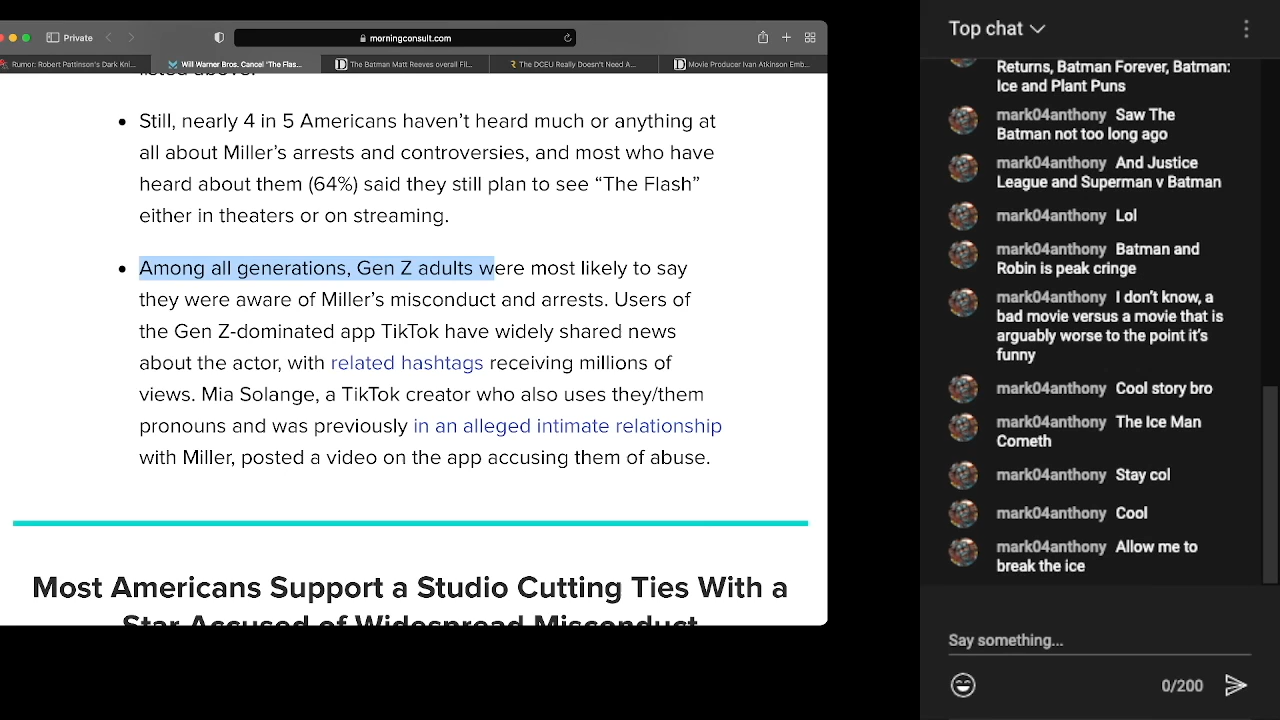 Private
morningconsult.com
Rumor: Robert Pattinson's Dark Kni...
Will Warner Bros. Cancel "The Flas...
The Batman Matt Reeves overall Fil...
The DCEU Really Doesn't Need A...
Movie Producer Ivan Atkinson Emb...
listed above.
• Still, nearly 4 in 5 Americans haven't heard much or anything at
all about Miller's arrests and controversies, and most who have
heard about them (64%) said they still plan to see “The Flash”
either in theaters or on streaming.
• Among all generations, Gen Z adults were most likely to say
they were aware of Miller's misconduct and arrests. Users of
the Gen Z-dominated app TikTok have widely shared news
about the actor, with related hashtags receiving millions of
views. Mia Solange, a TikTok creator who also uses they/them
pronouns and was previously in an alleged intimate relationship
with Miller, posted a video on the app accusing them of abuse.
Most Americans Support a Studio Cutting Ties With a
Star Accused of Widespread Misconduct
Top chat
Returns, Batman Forever, Batman:
Ice and Plant Puns
mark04anthony Saw The
Batman not too long ago
mark04anthony And Justice
League and Superman v Batman
mark04anthony Lol
mark04anthony Batman and
Robin is peak cringe
mark04anthony I don't know, a
bad movie versus a movie that is
arguably worse to the point it's
funny
mark04anthony Cool story bro
mark04anthony The Ice Man
Cometh
mark04anthony Stay col
mark04anthony Cool
mark04anthony Allow me to
break the ice
Say something...
0/200